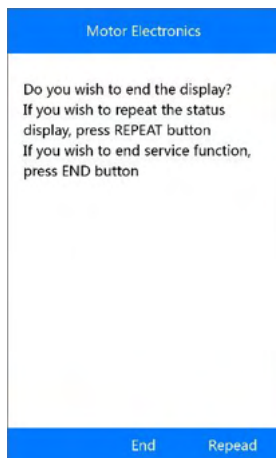 Motor Electronics
Do you wish to end the display?
If you wish to repeat the status
display, press REPEAT button
If you wish to end service function,
press END button
End Repead